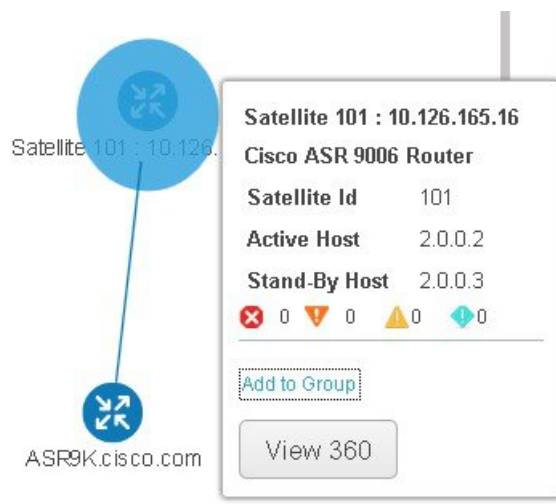 Satellite 101 : 10.126.
ASR9K.cisco.com
Satellite 101 : 10.126.165.16
Cisco ASR 9006 Router
Satellite Id 101
Active Host 2.0.0.2
Stand-By Host 2.0.0.3
0 0 0 0
Add to Group
View 360